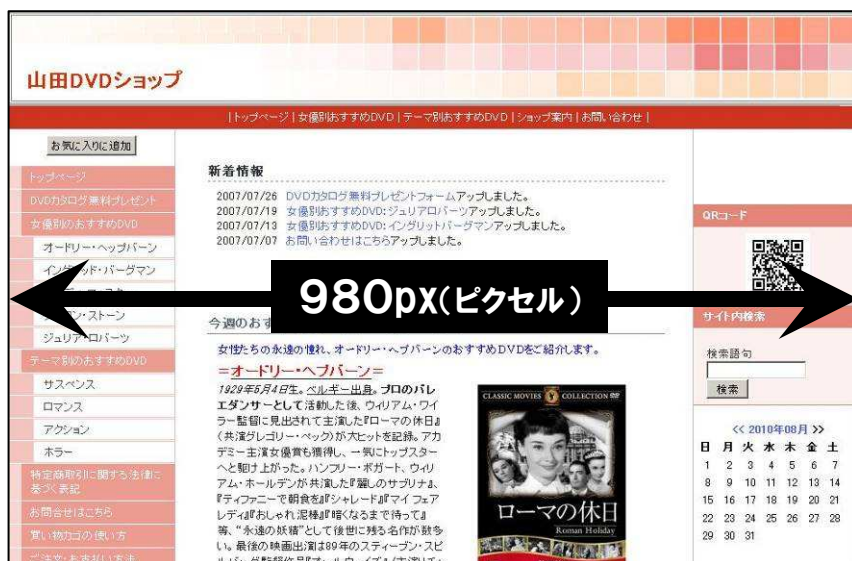 山田DVDショップ
|トップページ|女優別おすすめDVD|テーマ別おすすめDVD|ショップ案内|お問い合わせ|
お気に入りに追加
トップページ
DVDカタログ無料プレゼント
女優別のおすすめDVD
オードリー・ヘップバーン
イングリッド・バーグマン
ン・ストーン
ジュリア・ロバーツ
テーマ別のおすすめDVD
サスペンス
ロマンス
アクション
ホラー
特定商取引に関する法律に
基づく表記
お問合せはこちら
買い物カゴの使い方
ご注文・お支払い方法
新着情報
2007/07/26 DVDカタログ無料プレゼントフォームアップしました。
2007/07/19 女優別おすすめDVD:ジュリアロバーツアップしました。
2007/07/13 女優別おすすめDVD:イングリットバーグマンアップしました。
2007/07/07 お問い合わせはこちらアップしました。
980px(ピクセル)
今週のおす
女性たちの永遠の憧れ、オードリー・ヘプバーンのおすすめDVDをご紹介します。
=オードリー・ヘプバーン=
1929年5月4日生。ベルギー出身。プロのバレ
エダンサーとして活動した後、ウィリアム・ワイ
ラー監督に見出されて主演した『ローマの休日』
(共演グレゴリー・ペック)が大ヒットを記録。アカ
デミー主演女優賞も獲得し、一気にトップスター
へと駆け上がった。ハンフリー・ボガート、ウィリ
アム・ホールデンが共演した『麗しのサブリナ』、
『ティファニーで朝食を』『シャレード』『マイ フェア
レディ』『おしゃれ泥棒』『暗くなるまで待って』
等、“永遠の妖精”として後世に残る名作が数多
い。最後の映画出演は89年のスティーブン・スピ
CLASSIC MOVIES COLLECTION
ローマの休日
Roman Holiday
QRコード
サイト内検索
検索語句
検索
<< 2010年08月 >>
日 月 火 水 木 金 土
1 2 3 4 5 6 7
8 9 10 11 12 13 14
15 16 17 18 19 20 21
22 23 24 25 26 27 28
29 30 31